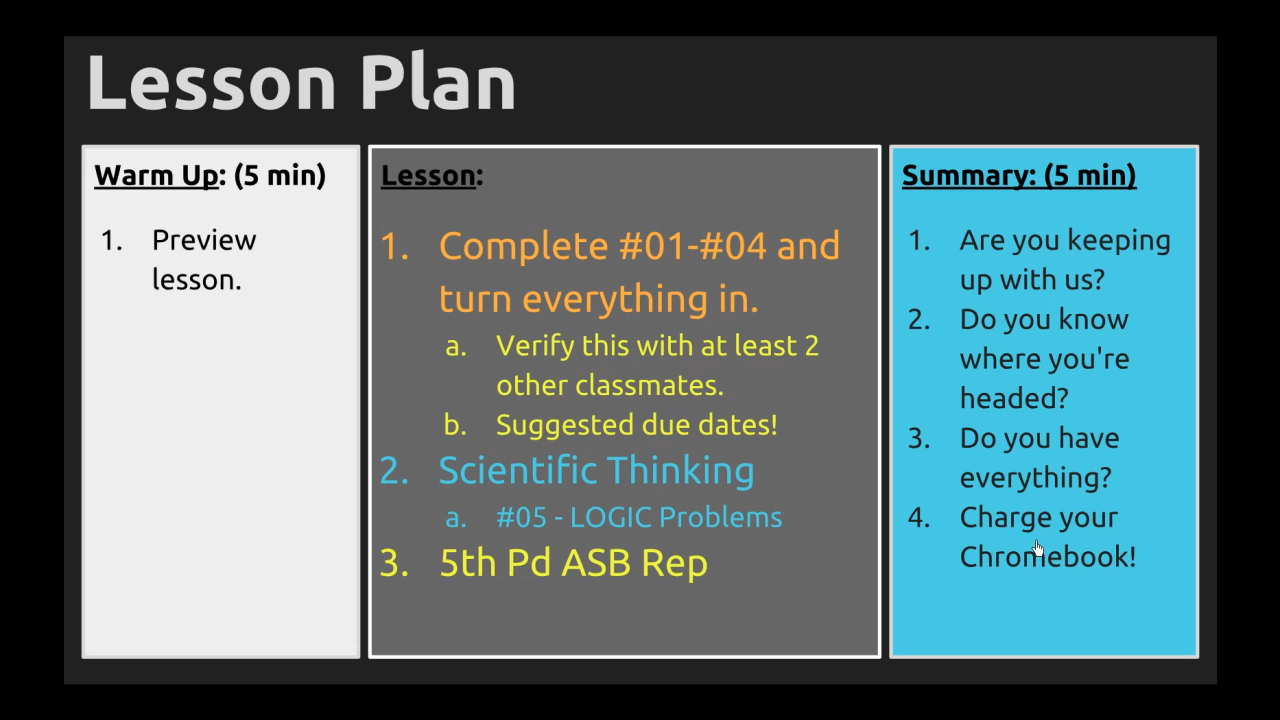 Lesson Plan
Warm Up: (5 min)
1. Preview
lesson.
Lesson:
1. Complete #01-#04 and
turn everything in.
a. Verify this with at least 2
other classmates.
b. Suggested due dates!
2. Scientific Thinking
a. #05 - LOGIC Problems
3. 5th Pd ASB Rep
Summary: (5 min)
1. Are you keeping
up with us?
2. Do you know
where you're
headed?
3. Do you have
everything?
4. Charge your
Chromebook!